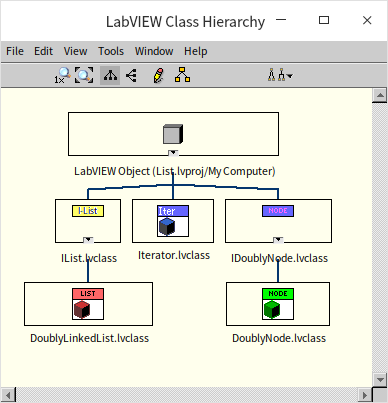 LabVIEW Class Hierarchy
File Edit View Tools Window Help
1x
LabVIEW Object (List.lvproj/My Computer)
I-List
Iter
NODE
IList.lvclass
Iterator.lvclass
IDoublyNode.lvclass
LIST
NODE
DoublyLinkedList.lvclass
DoublyNode.lvclass